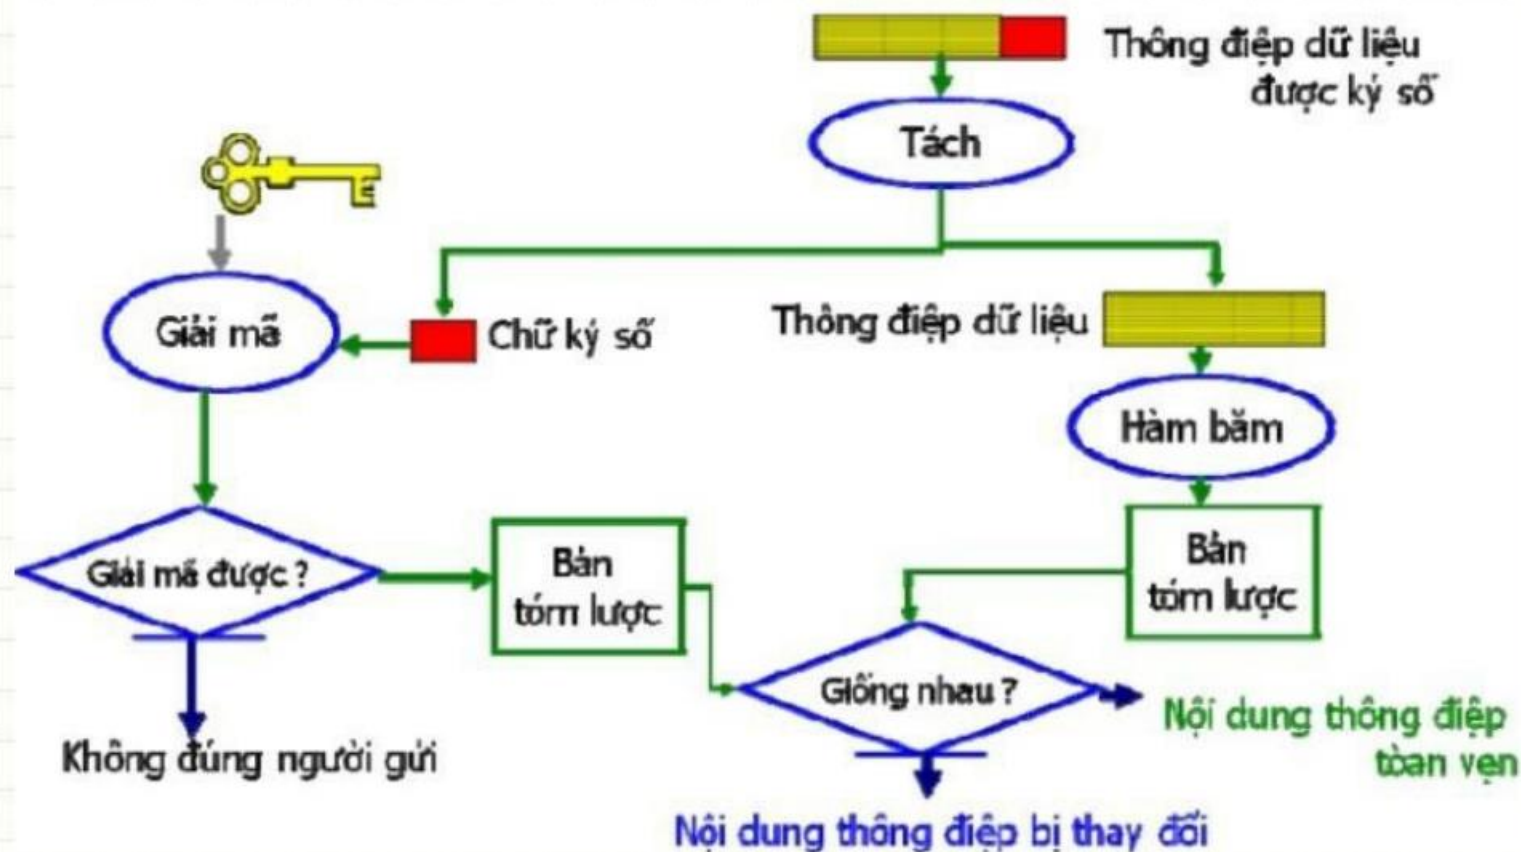 Thông điệp dữ liệu
được ký số
Tách
Giải mã
Chữ ký số
Thông điệp dữ liệu
Hàm băm
Giải mã được ?
Bản
tóm lược
Bản
tóm lược
Giống nhau ?
Nội dung thông điệp
tòan vẹn
Không đúng người gửi
Nội dung thông điệp bị thay đổi